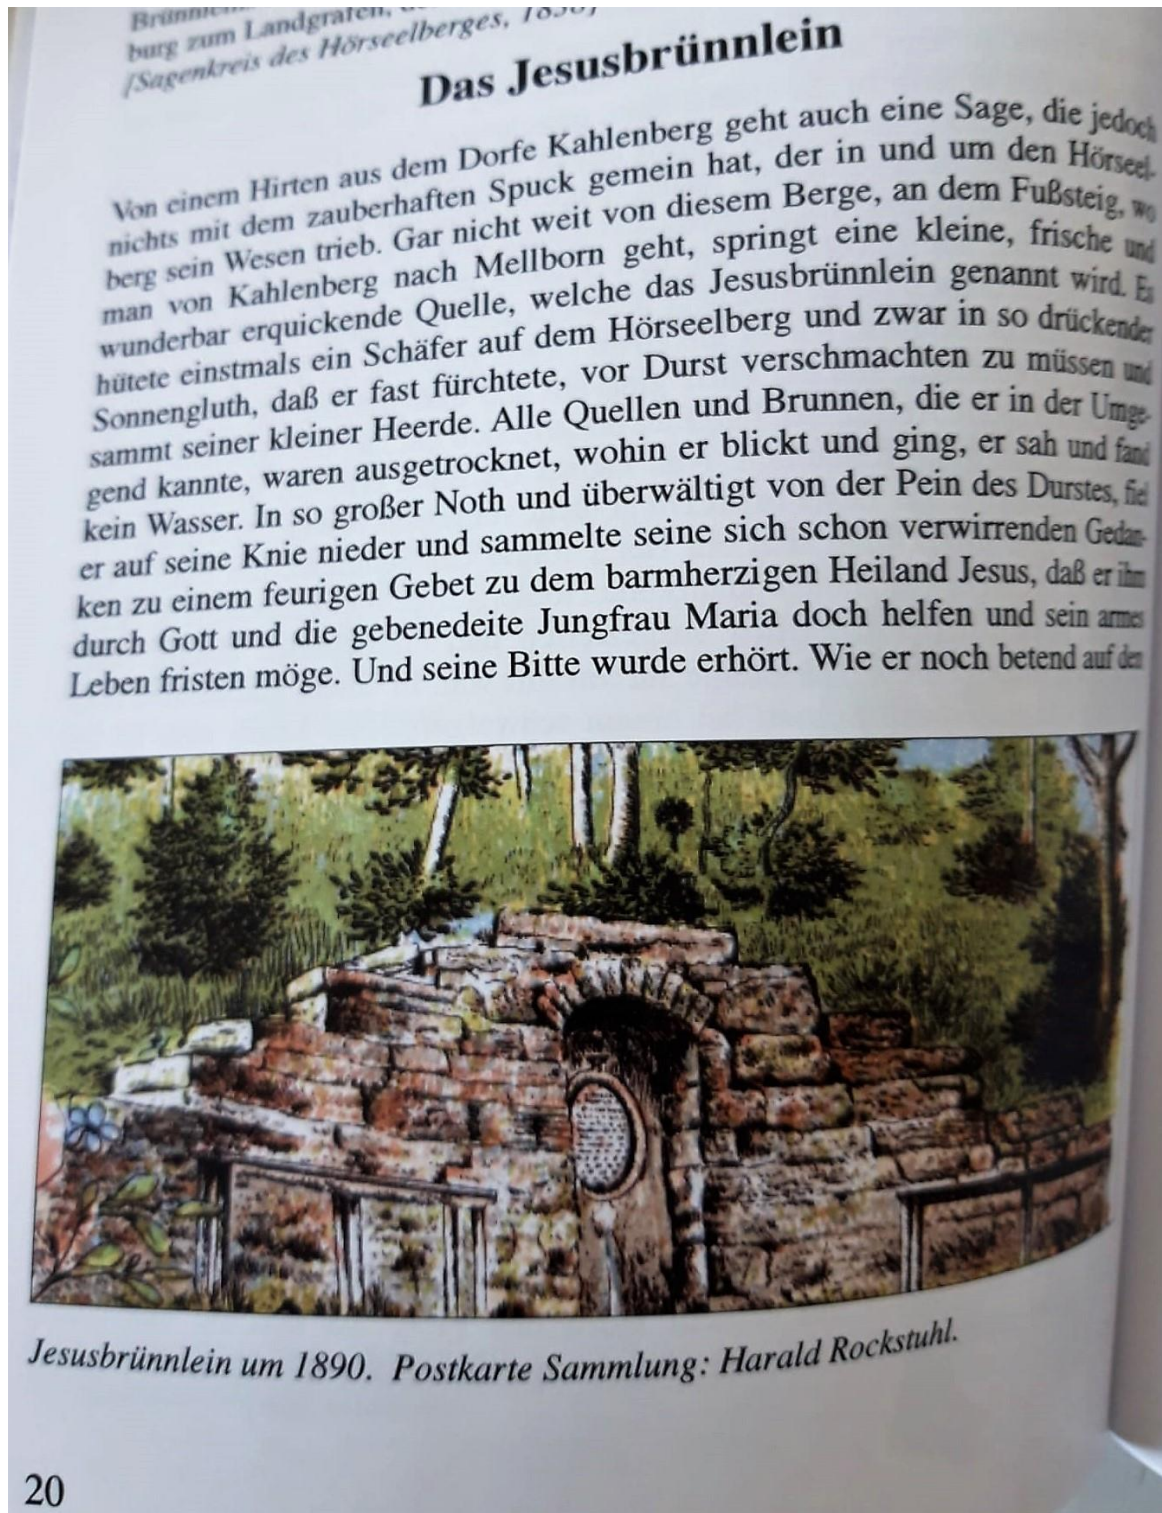 burg zum Landgrafen,
[Sagenkreis des Hörseelberges,
Das Jesusbrünnlein
Von einem Hirten aus dem Dorfe Kahlenberg geht auch eine Sage, die jedoch
nichts mit dem zauberhaften Spuck gemein hat, der in und um den Hörseel-
berg sein Wesen trieb. Gar nicht weit von diesem Berge, an dem Fußsteig, wo
man von Kahlenberg nach Mellborn geht, springt eine kleine, frische und
wunderbar erquickende Quelle, welche das Jesusbrünnlein genannt wird. Es
hütete einstmals ein Schäfer auf dem Hörseelberg und zwar in so drückender
Sonnengluth, daß er fast fürchtete, vor Durst verschmachten zu müssen und
sammt seiner kleiner Heerde. Alle Quellen und Brunnen, die er in der Umge-
gend kannte, waren ausgetrocknet, wohin er blickt und ging, er sah und fand
kein Wasser. In so großer Noth und überwältigt von der Pein des Durstes, fiel
er auf seine Knie nieder und sammelte seine sich schon verwirrenden Gedan-
ken zu einem feurigen Gebet zu dem barmherzigen Heiland Jesus, daß er ihm
durch Gott und die gebenedeite Jungfrau Maria doch helfen und sein armes
Leben fristen möge. Und seine Bitte wurde erhört. Wie er noch betend auf den
Jesusbrünnlein um 1890. Postkarte Sammlung: Harald Rockstuhl.
20